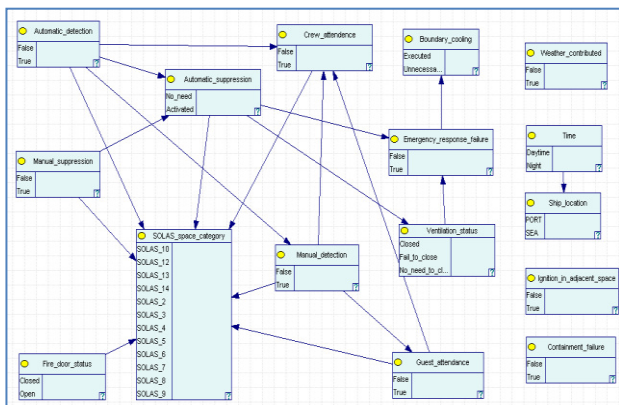 Automatic_detection
False
True
Crew_attendence
False
True
Boundary_cooling
Executed
Unnecessa...
Weather_contributed
False
True
Automatic_suppression
No_need
Activated
Emergency_response_failure
False
True
Time
Daytime
Night
Manual_suppression
False
True
Ship_location
PORT
SEA
SOLAS_space_category
SOLAS_10
SOLAS_12
SOLAS_13
SOLAS_14
SOLAS_2
SOLAS_3
SOLAS_4
SOLAS_5
SOLAS_6
SOLAS_7
SOLAS_8
SOLAS_9
Manual_detection
False
True
Ventilation_status
Closed
Fail_to_close
No_need_to_cl...
Ignition_in_adjacent_space
False
True
Fire_door_status
Closed
Open
Guest_attendance
False
True
Containment_failure
False
True